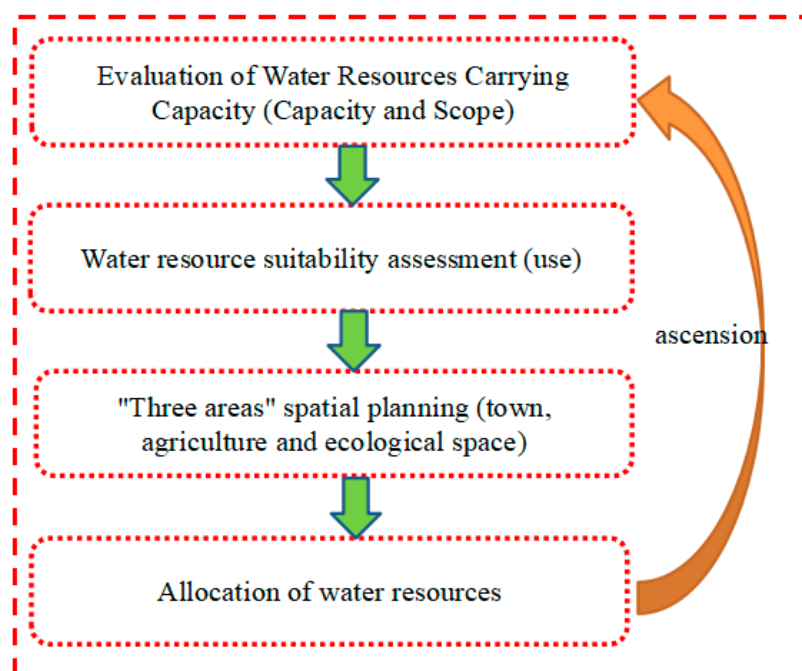 Evaluation of Water Resources Carrying
Capacity (Capacity and Scope)
Water resource suitability assessment (use)
ascension
"Three areas" spatial planning (town,
agriculture and ecological space)
Allocation of water resources